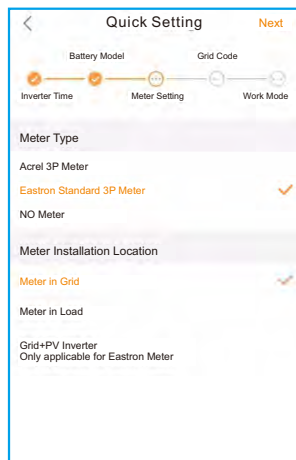 Quick Setting
Next
Battery Model
Grid Code
Inverter Time
Meter Setting
Work Mode
Meter Type
Acrel 3P Meter
Eastron Standard 3P Meter
NO Meter
Meter Installation Location
Meter in Grid
Meter in Load
Grid+PV Inverter
Only applicable for Eastron Meter